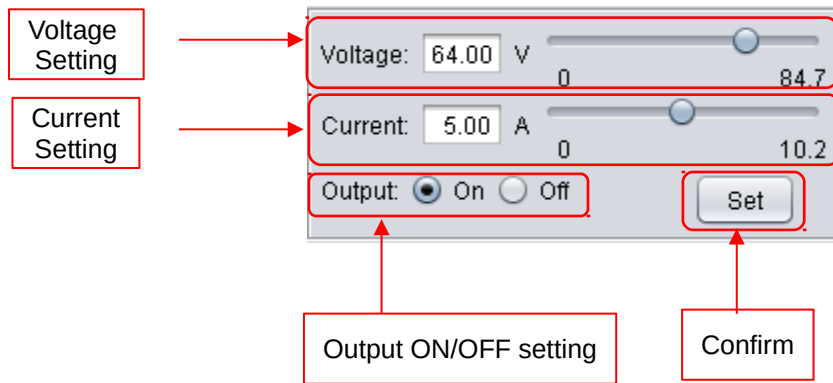 Voltage
Setting
Voltage: 64.00 V
0 84.7
Current
Setting
Current: 5.00 A
0 10.2
Output: On Off
Set
Output ON/OFF setting
Confirm